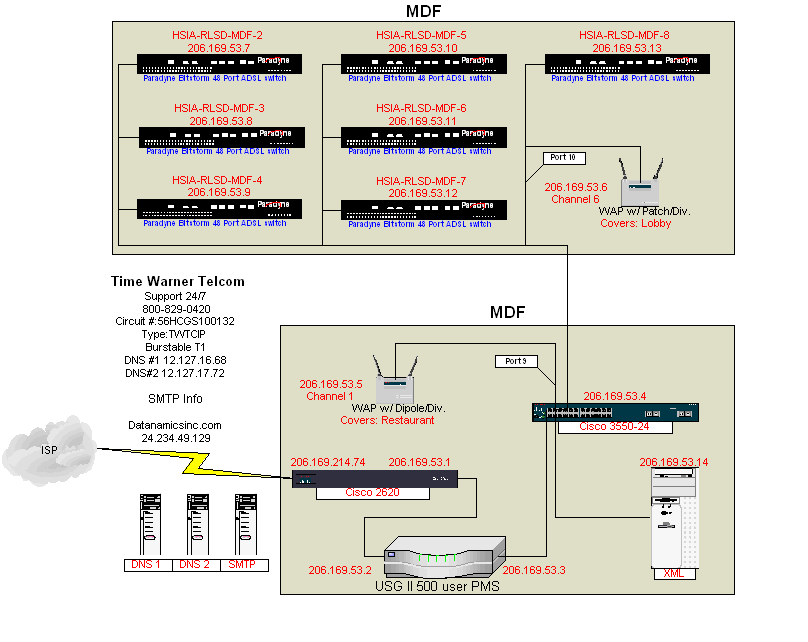 MDF
HSIA-RLSD-MDF-2
206.169.53.7
Paradyne
Paradyne Bitstorm 48 Port ADSL switch
HSIA-RLSD-MDF-5
206.169.53.10
Paradyne
Paradyne Bitstorm 48 Port ADSL switch
HSIA-RLSD-MDF-8
206.169.53.13
Paradyne
Paradyne Bitstorm 48 Port ADSL switch
HSIA-RLSD-MDF-3
206.169.53.8
Paradyne
Paradyne Bitstorm 48 Port ADSL switch
HSIA-RLSD-MDF-6
206.169.53.11
Paradyne
Paradyne Bitstorm 48 Port ADSL switch
HSIA-RLSD-MDF-4
206.169.53.9
Paradyne
Paradyne Bitstorm 48 Port ADSL switch
HSIA-RLSD-MDF-7
206.169.53.12
Paradyne
Paradyne Bitstorm 48 Port ADSL switch
Port 10
206.169.53.6
Channel 6
WAP w/ Patch/Div.
Covers: Lobby
Time Warner Telcom
Support 24/7
800-829-0420
Circuit #:56HCGS100132
Type:TWTCIP
Burstable T1
DNS #1 12.127.16.68
DNS#2 12.127.17.72
SMTP Info
Datanamicsinc.com
24.234.49.129
ISP
DNS 1
DNS 2
SMTP
MDF
Port 9
206.169.53.5
Channel 1
WAP w/ Dipole/Div.
Covers: Restaurant
206.169.53.4
Cisco 3550-24
206.169.214.74
206.169.53.1
Cisco 2620
206.169.53.14
XML
206.169.53.2
206.169.53.3
USG II 500 user PMS